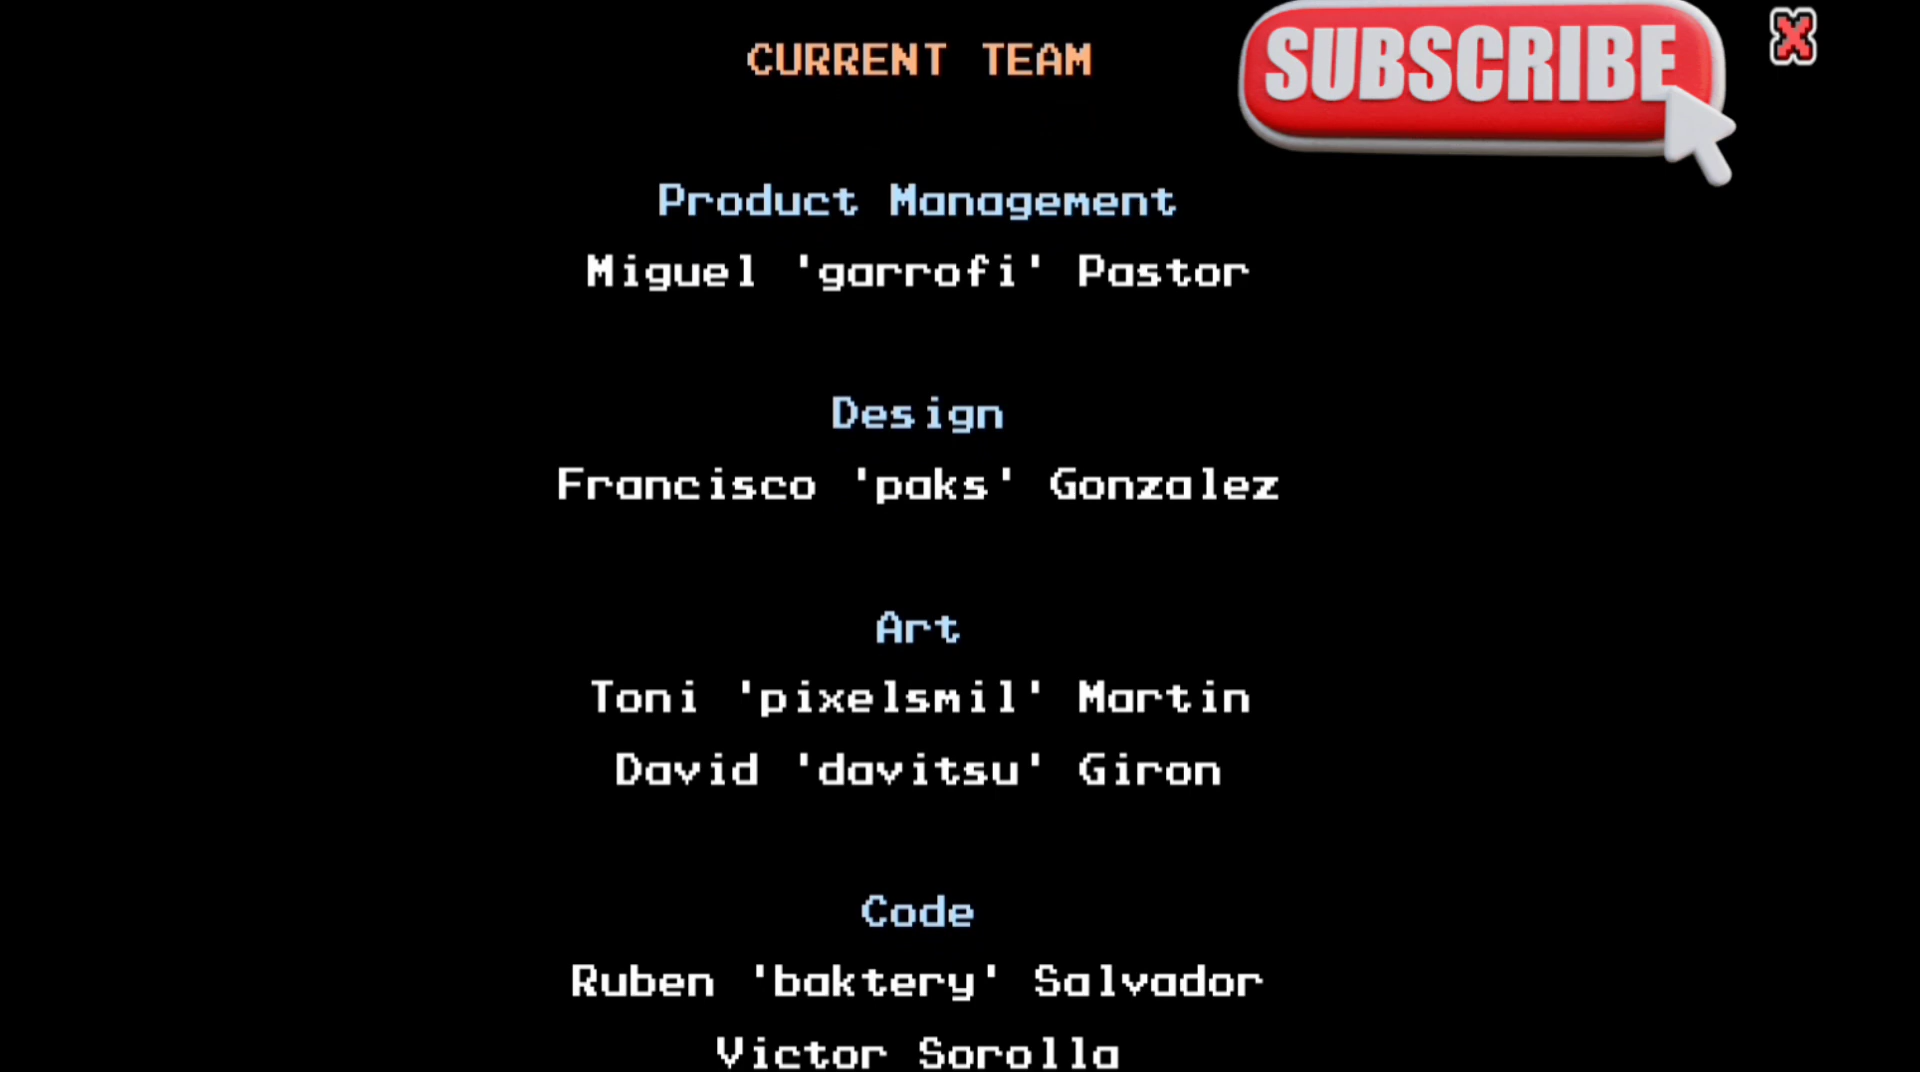 CURRENT TEAM
SUBSCRIBE
X
Product Management
Miguel 'garrofi' Pastor
Design
Francisco 'paks' Gonzalez
Art
Toni 'pixelsmil' Martin
David 'davitsu' Giron
Code
Ruben 'baktery' Salvador
Victor Sorolla